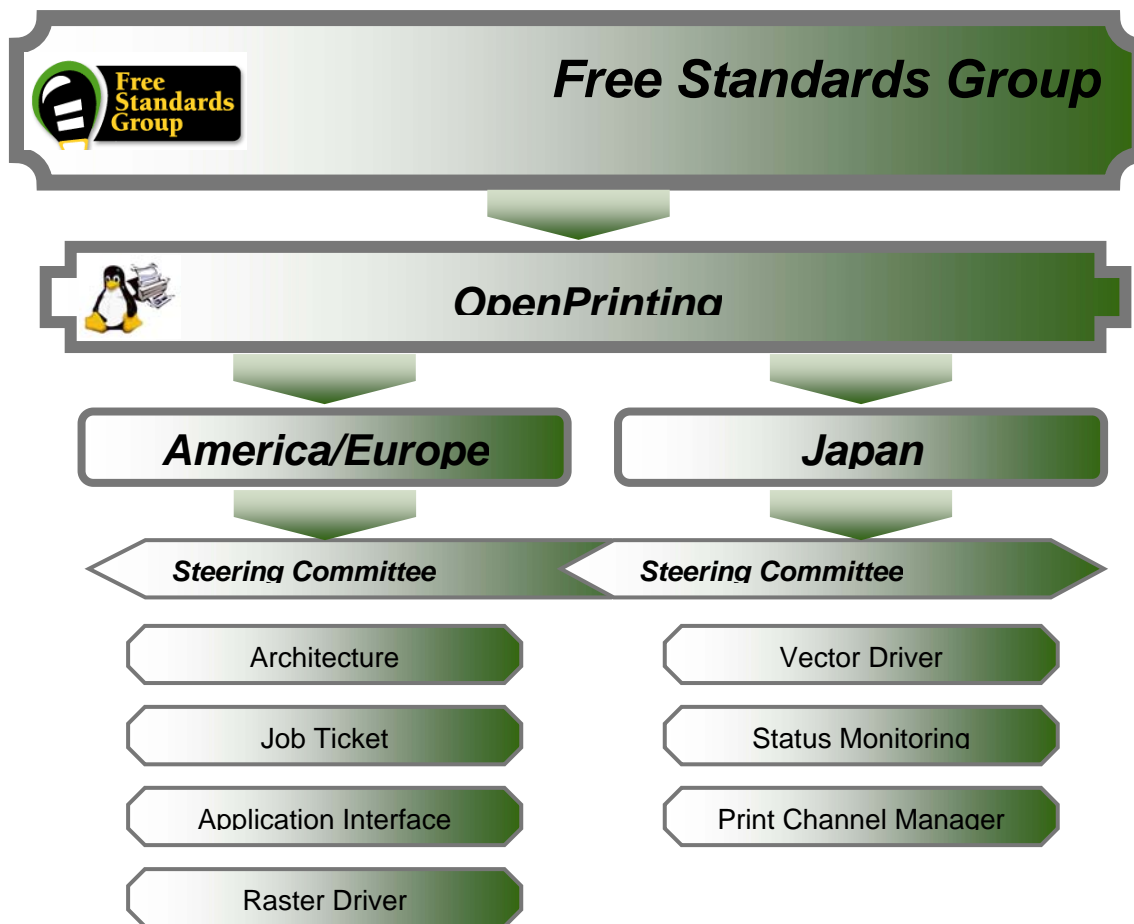 Free
Standards
Group
Free Standards Group
OpenPrinting
America/Europe
Japan
Steering Committee
Steering Committee
Architecture
Vector Driver
Job Ticket
Status Monitoring
Application Interface
Print Channel Manager
Raster Driver